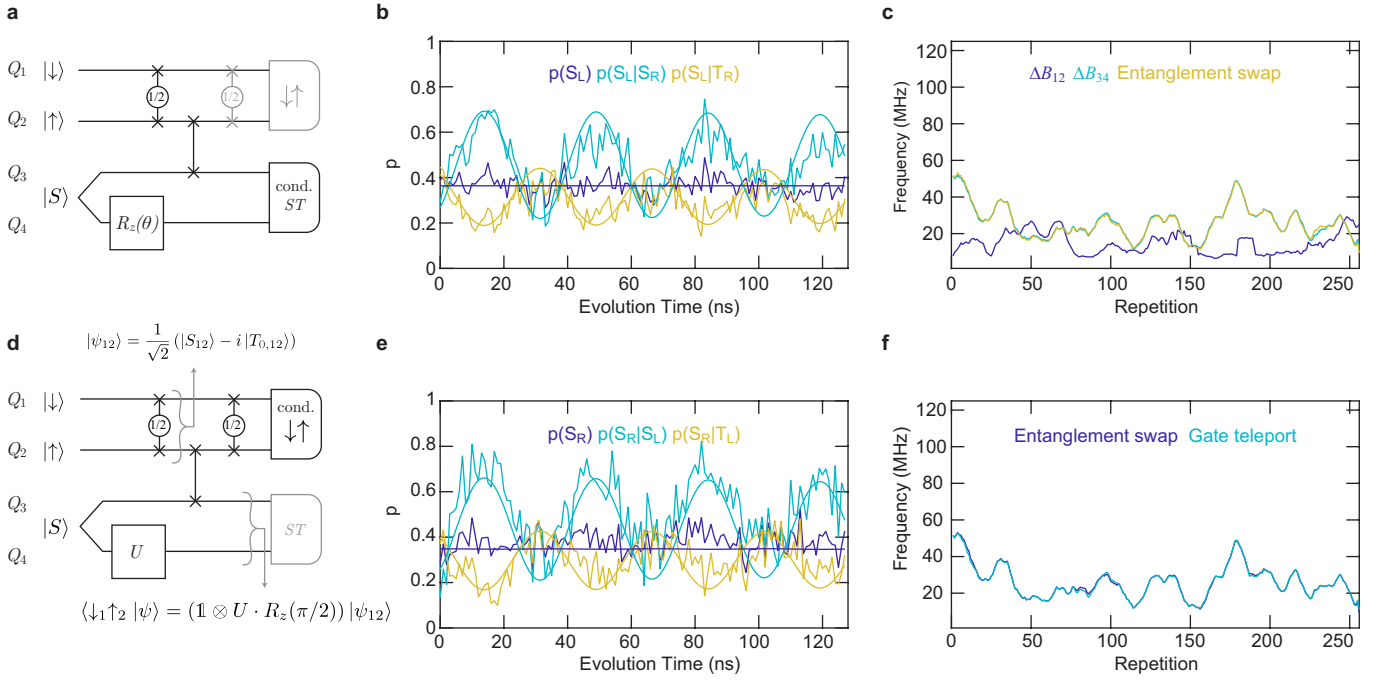 a
Q1 |↓⟩
1/2
1/2
↓↑
Q2 |↑⟩
Q3
|S⟩
Rz(θ)
cond.
ST
Q4
b
1
0.8
0.6
0.4
0.2
0
p
p(SL) p(SL|SR) p(SL|TR)
0 20 40 60 80 100 120
Evolution Time (ns)
c
120
100
80
60
40
20
Frequency (MHz)
ΔB12 ΔB34 Entanglement swap
0 50 100 150 200 250
Repetition
d
|ψ12⟩ = 1/√2 (|S12⟩ − i |T0,12⟩)
Q1 |↓⟩
1/2
1/2
cond.
↓↑
Q2 |↑⟩
Q3
|S⟩
U
ST
Q4
⟨↓1↑2 |ψ⟩ = (𝟙 ⊗ U · Rz(π/2)) |ψ12⟩
e
1
0.8
0.6
0.4
0.2
0
p
p(SR) p(SR|SL) p(SR|TL)
0 20 40 60 80 100 120
Evolution Time (ns)
f
120
100
80
60
40
20
Frequency (MHz)
Entanglement swap Gate teleport
0 50 100 150 200 250
Repetition